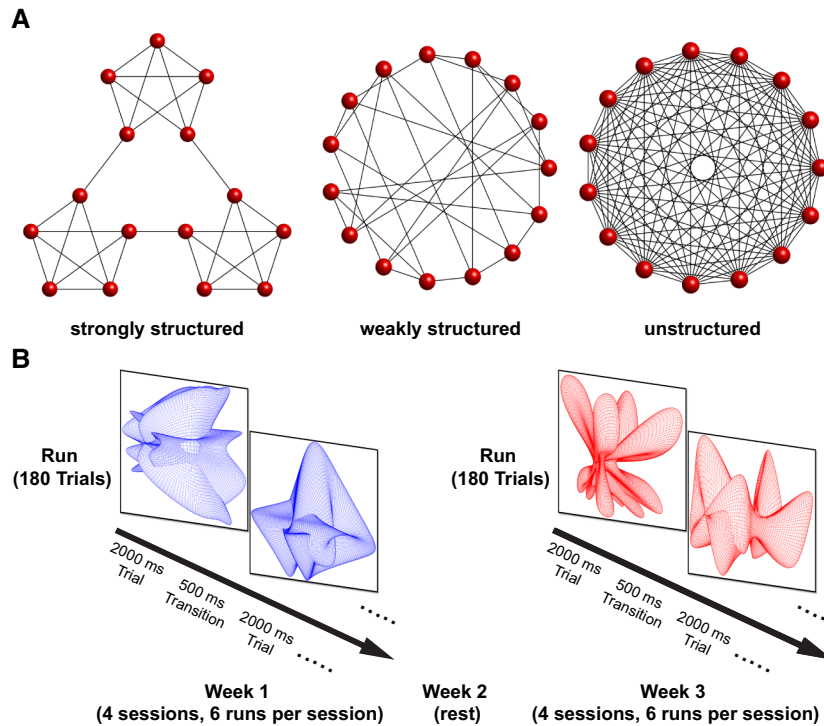 A
strongly structured
weakly structured
unstructured
B
Run
(180 Trials)
2000 ms
Trial
500 ms
Transition
2000 ms
Trial
.....
.....
Run
(180 Trials)
2000 ms
Trial
500 ms
Transition
2000 ms
Trial
.....
.....
Week 1
(4 sessions, 6 runs per session)
Week 2
(rest)
Week 3
(4 sessions, 6 runs per session)